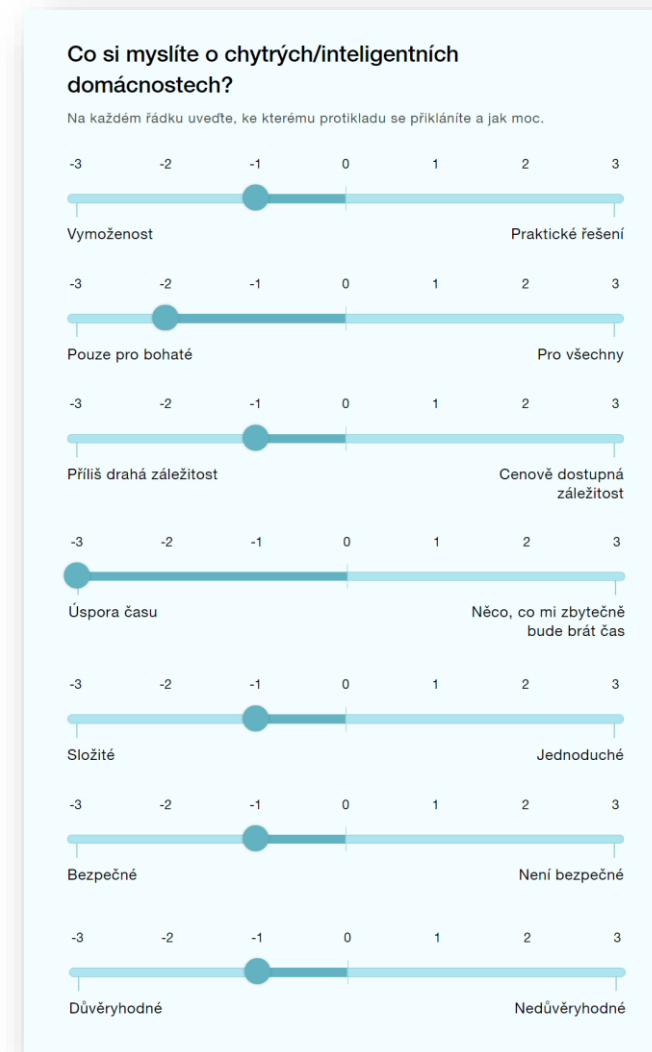 Co si myslíte o chytrých/inteligentních
domácnostech?
Na každém řádku uveďte, ke kterému protikladu se přikláníte a jak moc.
-3 -2 -1 0 1 2 3
Vymoženost Praktické řešení
-3 -2 -1 0 1 2 3
Pouze pro bohaté Pro všechny
-3 -2 -1 0 1 2 3
Příliš drahá záležitost Cenově dostupná
záležitost
-3 -2 -1 0 1 2 3
Úspora času Něco, co mi zbytečně
bude brát čas
-3 -2 -1 0 1 2 3
Složité Jednoduché
-3 -2 -1 0 1 2 3
Bezpečné Není bezpečné
-3 -2 -1 0 1 2 3
Důvěryhodné Nedůvěryhodné